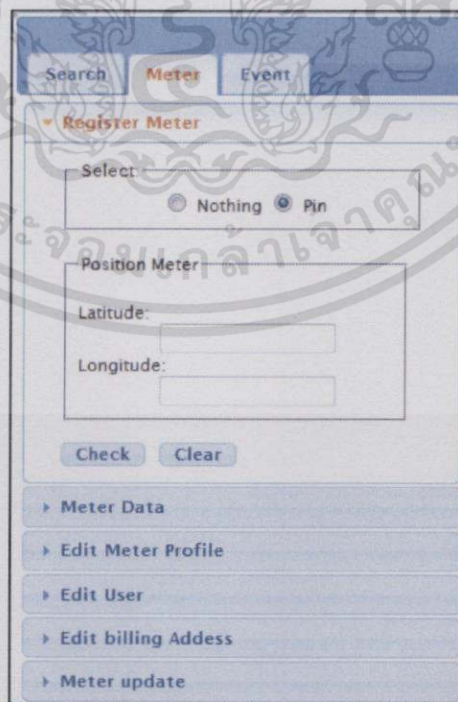 Search Meter Event
Register Meter
Select
Nothing Pin
Position Meter
Latitude:
Longitude:
Check Clear
Meter Data
Edit Meter Profile
Edit User
Edit billing Addess
Meter update